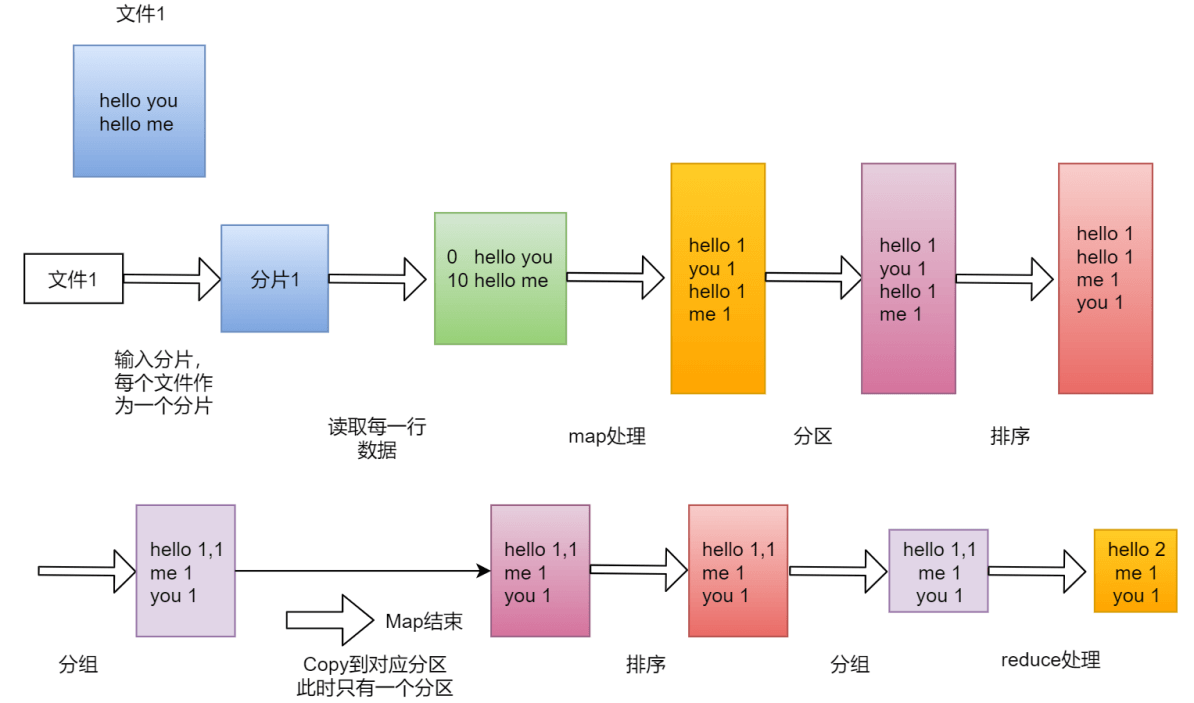 文件1
hello you
hello me
文件1
分片1
0 hello you
10 hello me
hello 1
you 1
hello 1
me 1
hello 1
you 1
hello 1
me 1
hello 1
hello 1
me 1
you 1
输入分片，
每个文件作
为一个分片
读取每一行
数据
map处理
分区
排序
hello 1,1
me 1
you 1
hello 1,1
me 1
you 1
hello 1,1
me 1
you 1
hello 1,1
me 1
you 1
hello 2
me 1
you 1
Map结束
分组
Copy到对应分区
此时只有一个分区
排序
分组
reduce处理